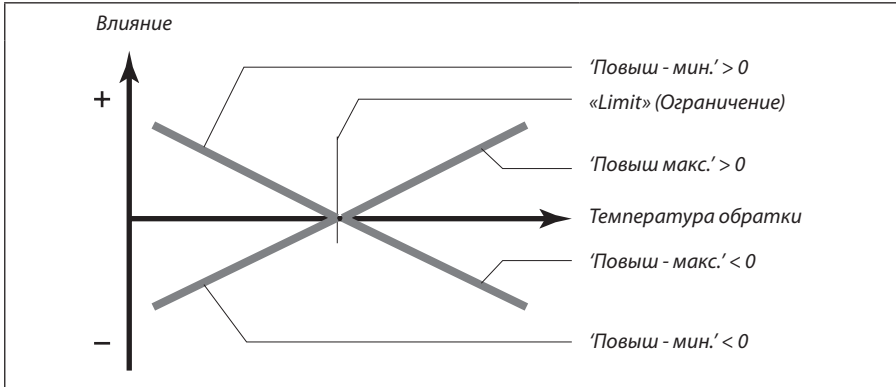 Влияние
'Повыш - мин.' > 0
+
«Limit» (Ограничение)
'Повыш макс.' > 0
Температура обратки
'Повыш - макс.' < 0
–
'Повыш - мин.' < 0